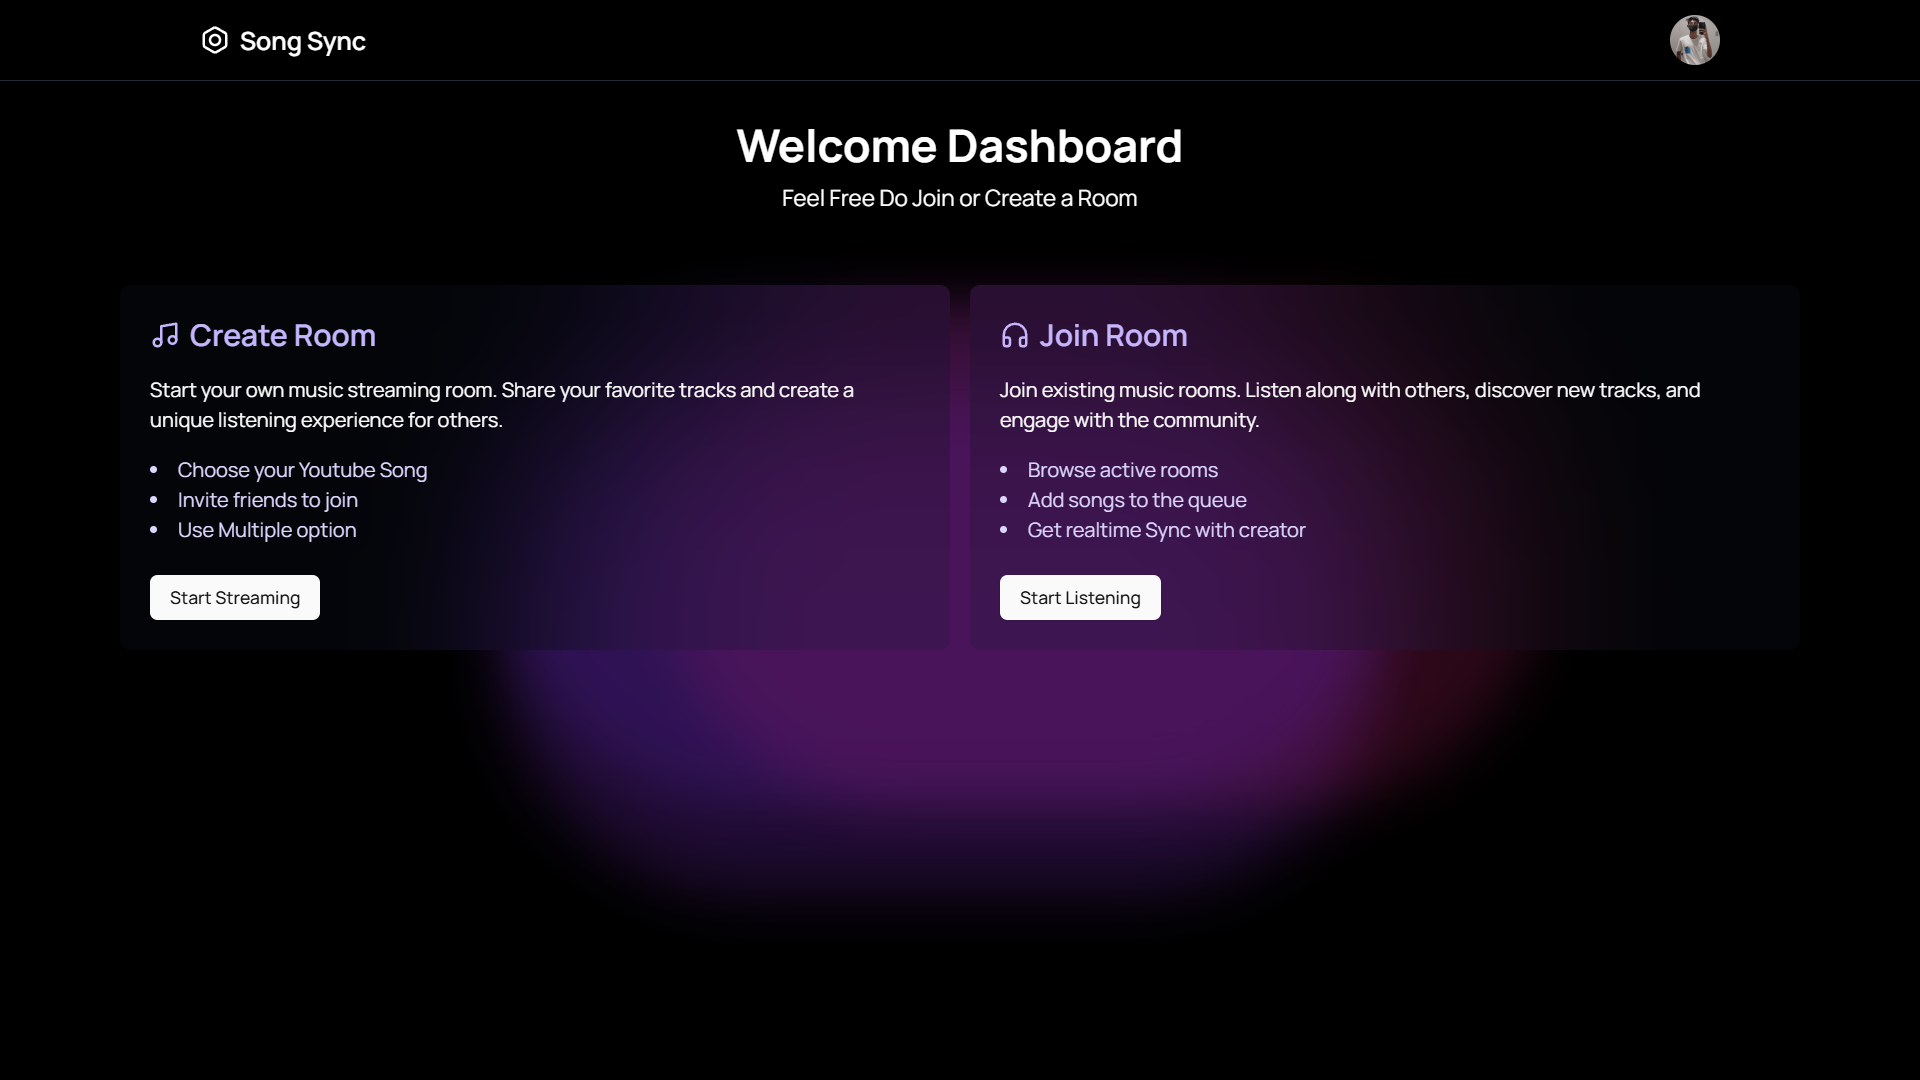 Song Sync
Welcome Dashboard
Feel Free Do Join or Create a Room
Create Room
Start your own music streaming room. Share your favorite tracks and create a
unique listening experience for others.
• Choose your Youtube Song
• Invite friends to join
• Use Multiple option
Start Streaming
Join Room
Join existing music rooms. Listen along with others, discover new tracks, and
engage with the community.
• Browse active rooms
• Add songs to the queue
• Get realtime Sync with creator
Start Listening